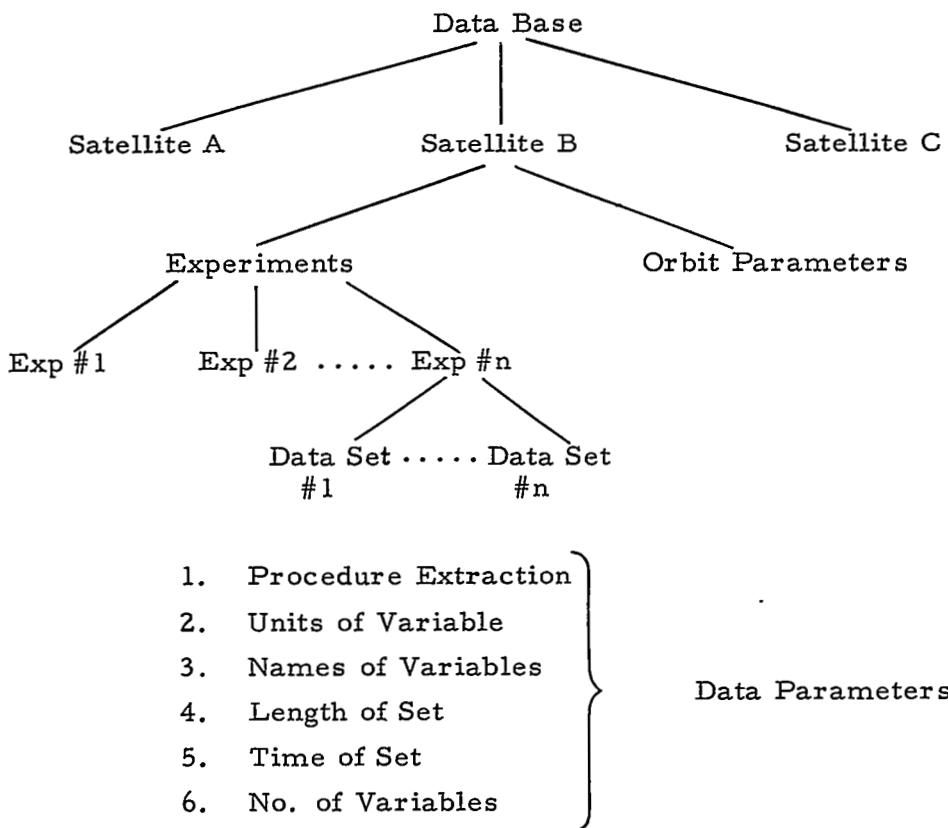 Data Base
Satellite A Satellite B Satellite C
Experiments Orbit Parameters
Exp #1 Exp #2 ..... Exp #n
Data Set ..... Data Set
#1 #n
1. Procedure Extraction
2. Units of Variable
3. Names of Variables
4. Length of Set
5. Time of Set
6. No. of Variables
Data Parameters